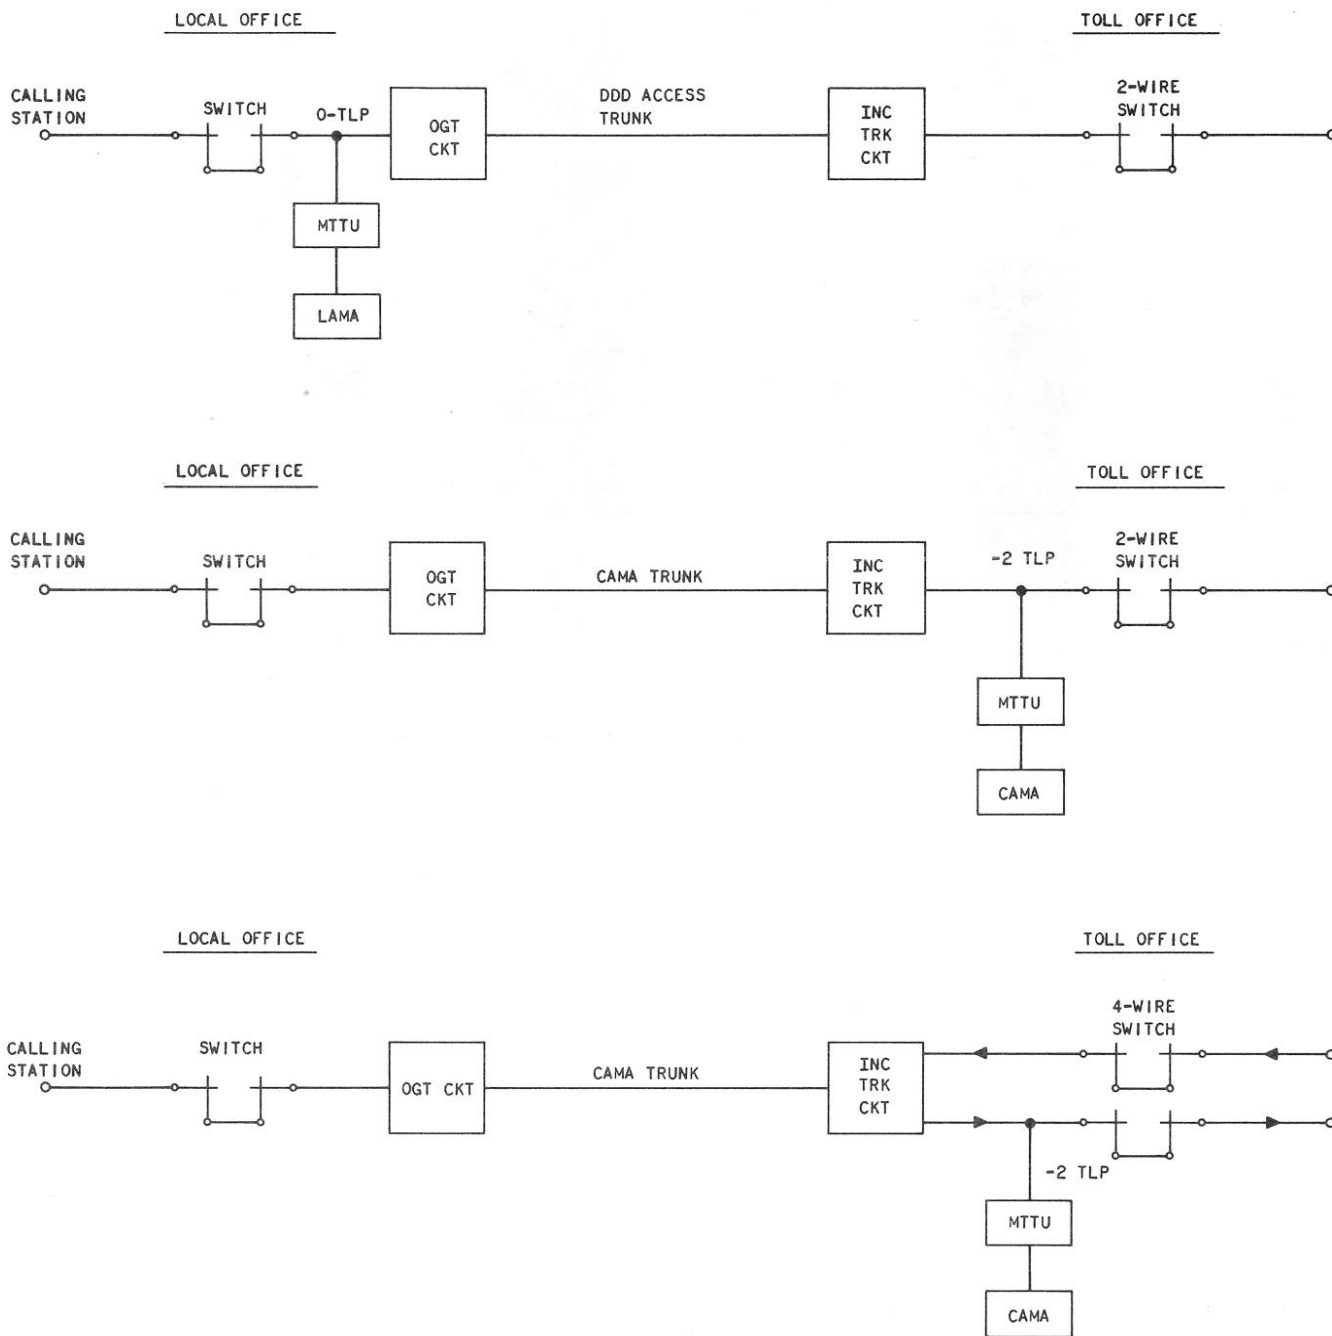 LOCAL OFFICE
TOLL OFFICE
CALLING
STATION
SWITCH
0-TLP
OGT
CKT
DDD ACCESS
TRUNK
INC
TRK
CKT
2-WIRE
SWITCH
MTTU
LAMA
LOCAL OFFICE
TOLL OFFICE
CALLING
STATION
SWITCH
OGT
CKT
CAMA TRUNK
INC
TRK
CKT
-2 TLP
2-WIRE
SWITCH
MTTU
CAMA
LOCAL OFFICE
TOLL OFFICE
CALLING
STATION
SWITCH
OGT CKT
CAMA TRUNK
INC
TRK
CKT
4-WIRE
SWITCH
-2 TLP
MTTU
CAMA